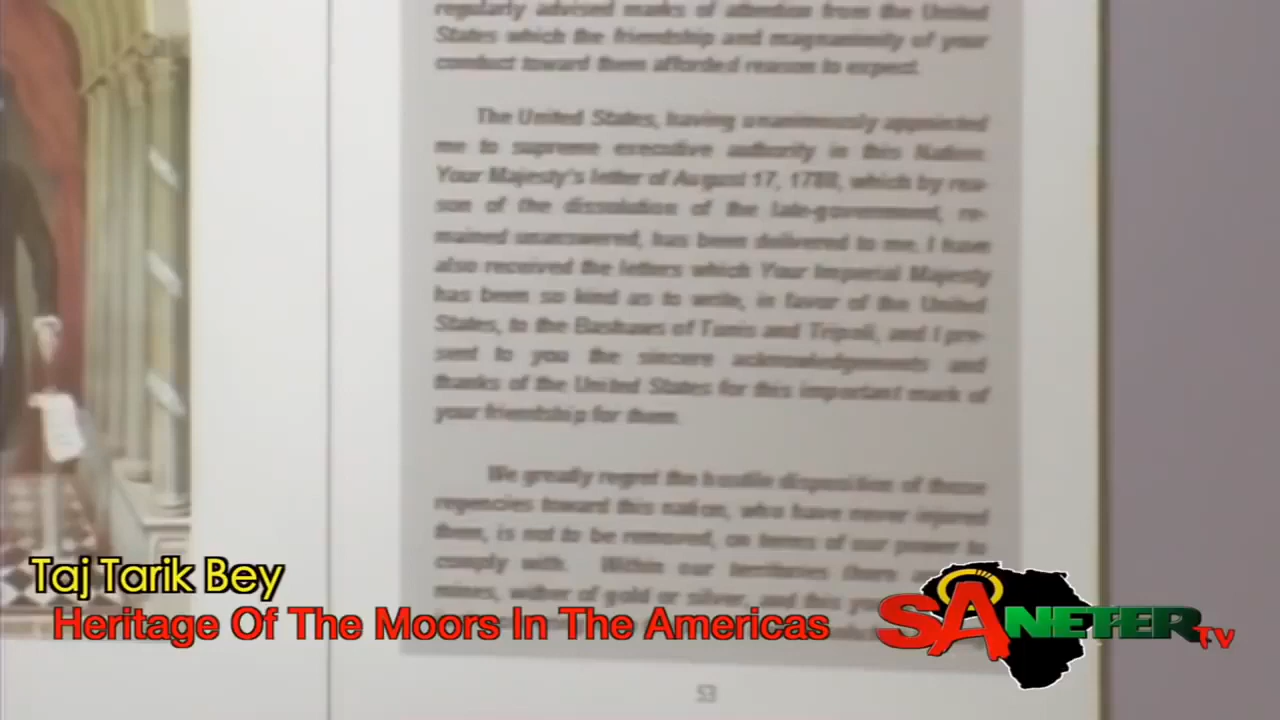 regularly advised marks of attention from the United
States which the friendship and magnanimity of your
conduct toward them afforded reason to expect.
The United States, having unanimously appointed
me to supreme executive authority in this Nation.
Your Majesty's letter of August 17, 1788, which by rea-
son of the dissolution of the late-government, re-
mained unanswered, has been delivered to me. I have
also received the letters which Your Imperial Majesty
has been so kind as to write, in favor of the United
States, to the Bashaws of Tunis and Tripoli, and I pre-
sent to you the sincere acknowledgements and
thanks of the United States for this important mark of
your friendship for them.
We greatly regret the hostile disposition of those
regencies toward this nation, who have never injured
them, is not to be removed, on terms of our power to
comply with. Within our territories there
mines, wither of gold or silver, and this
53
Taj Tarik Bey
Heritage Of The Moors In The Americas
SANETER TV